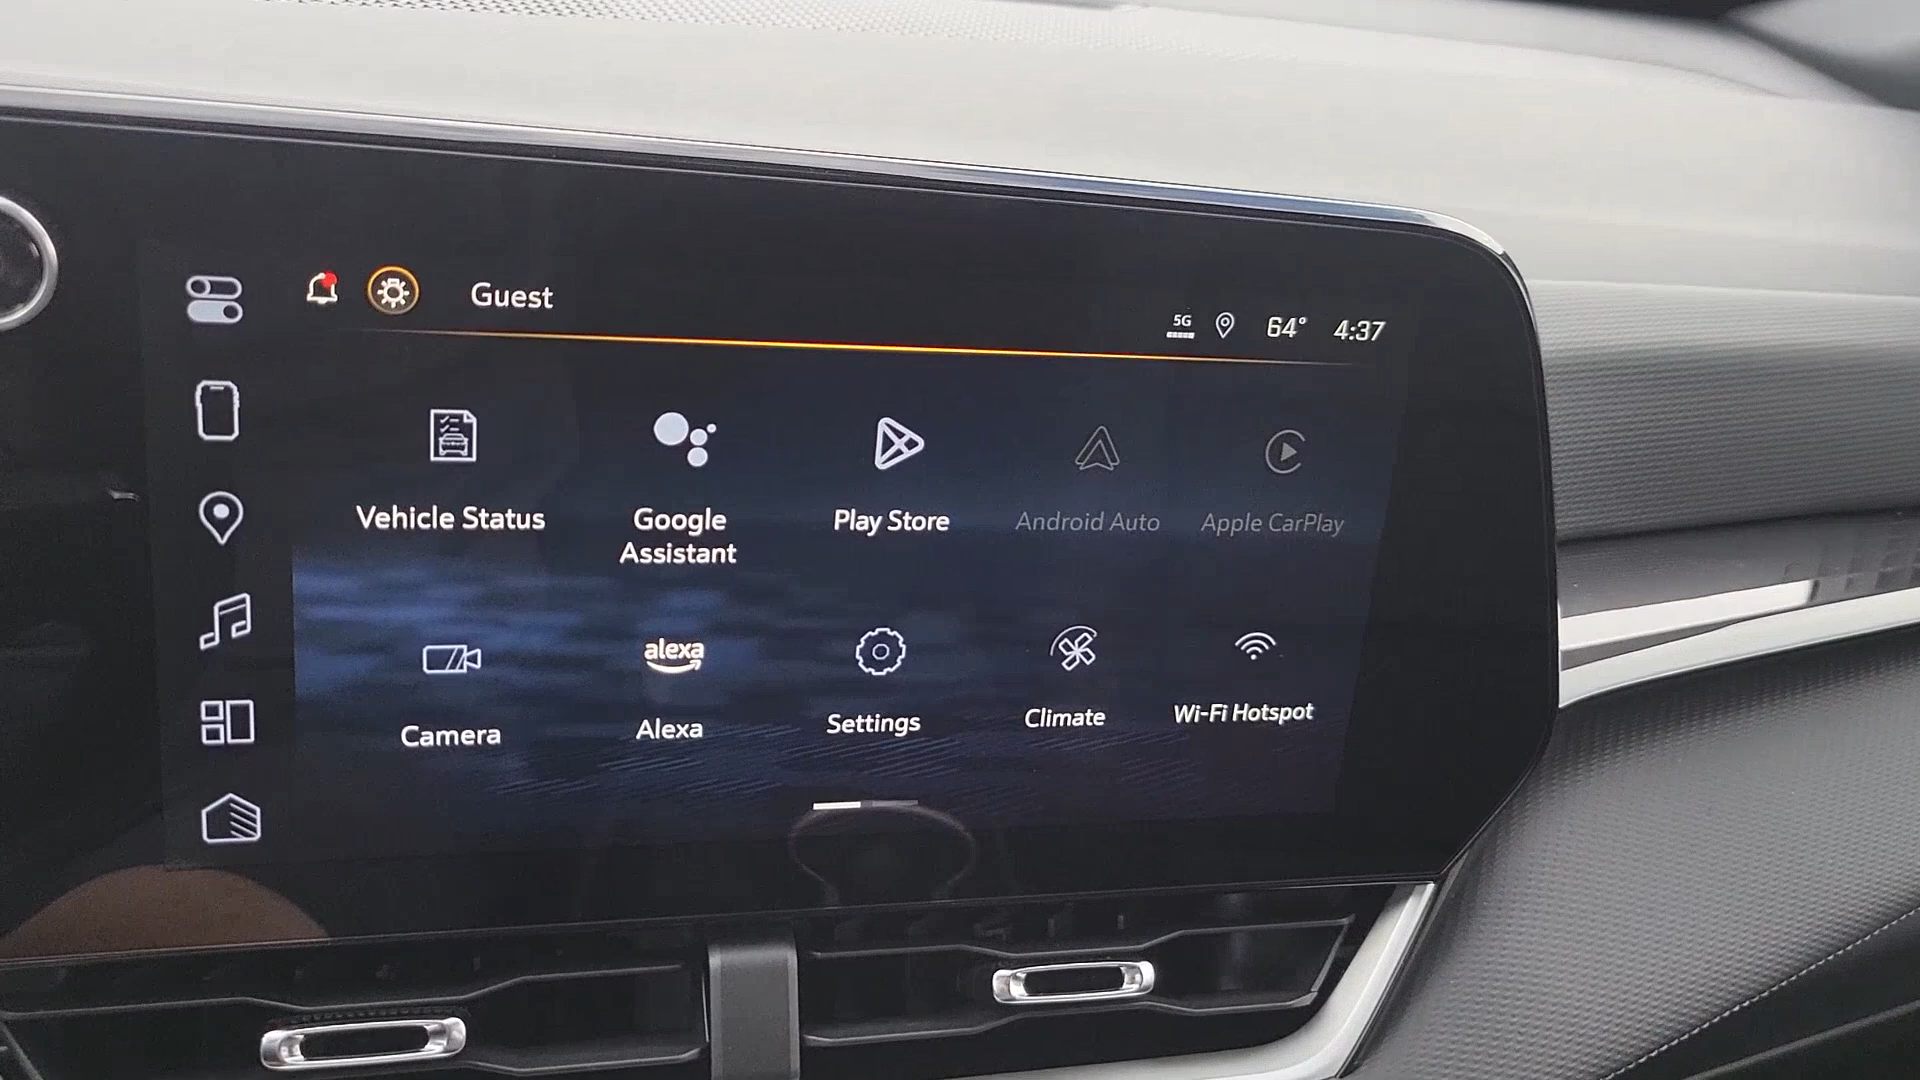 Guest
5G 64° 4:37
Vehicle Status
Google
Assistant
Play Store
Android Auto
Apple CarPlay
alexa
Camera
Alexa
Settings
Climate
Wi-Fi Hotspot